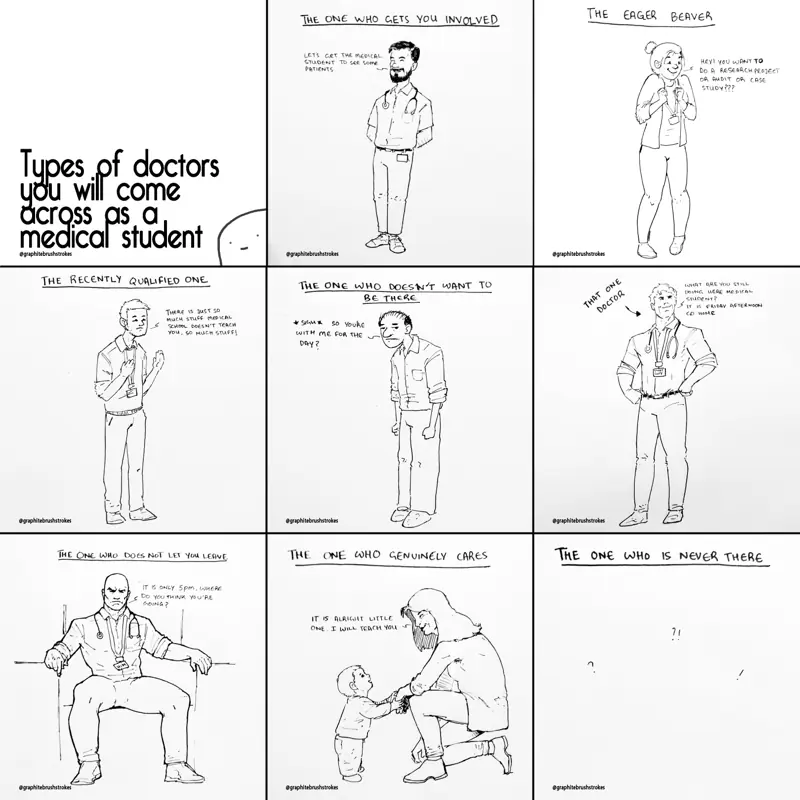 Types of doctors
you will come
across as a
medical student
@graphitebrushstrokes
THE ONE WHO GETS YOU INVOLVED
LETS GET THE MEDICAL
STUDENT TO SEE SOME
PATIENTS
@graphitebrushstrokes
THE EAGER BEAVER
HEY! YOU WANT TO
DO A RESEARCH PROJECT
OR AUDIT OR CASE
STUDY???
@graphitebrushstrokes
THE RECENTLY QUALIFIED ONE
THERE IS JUST SO
MUCH STUFF MEDICAL
SCHOOL DOESN'T TEACH
YOU, SO MUCH STUFF!
@graphitebrushstrokes
THE ONE WHO DOESN'T WANT TO
BE THERE
*SIGH* SO YOU'RE
WITH ME FOR THE
DAY?
@graphitebrushstrokes
THAT ONE
DOCTOR
WHAT ARE YOU STILL
DOING HERE MEDICAL
STUDENT?
IT IS FRIDAY AFTERNOON
GO HOME
@graphitebrushstrokes
THE ONE WHO DOES NOT LET YOU LEAVE
IT IS ONLY 5PM, WHERE
DO YOU THINK YOU'RE
GOING?
@graphitebrushstrokes
THE ONE WHO GENUINELY CARES
IT IS ALRIGHT LITTLE
ONE. I WILL TEACH YOU
@graphitebrushstrokes
THE ONE WHO IS NEVER THERE
?!
?
!
@graphitebrushstrokes